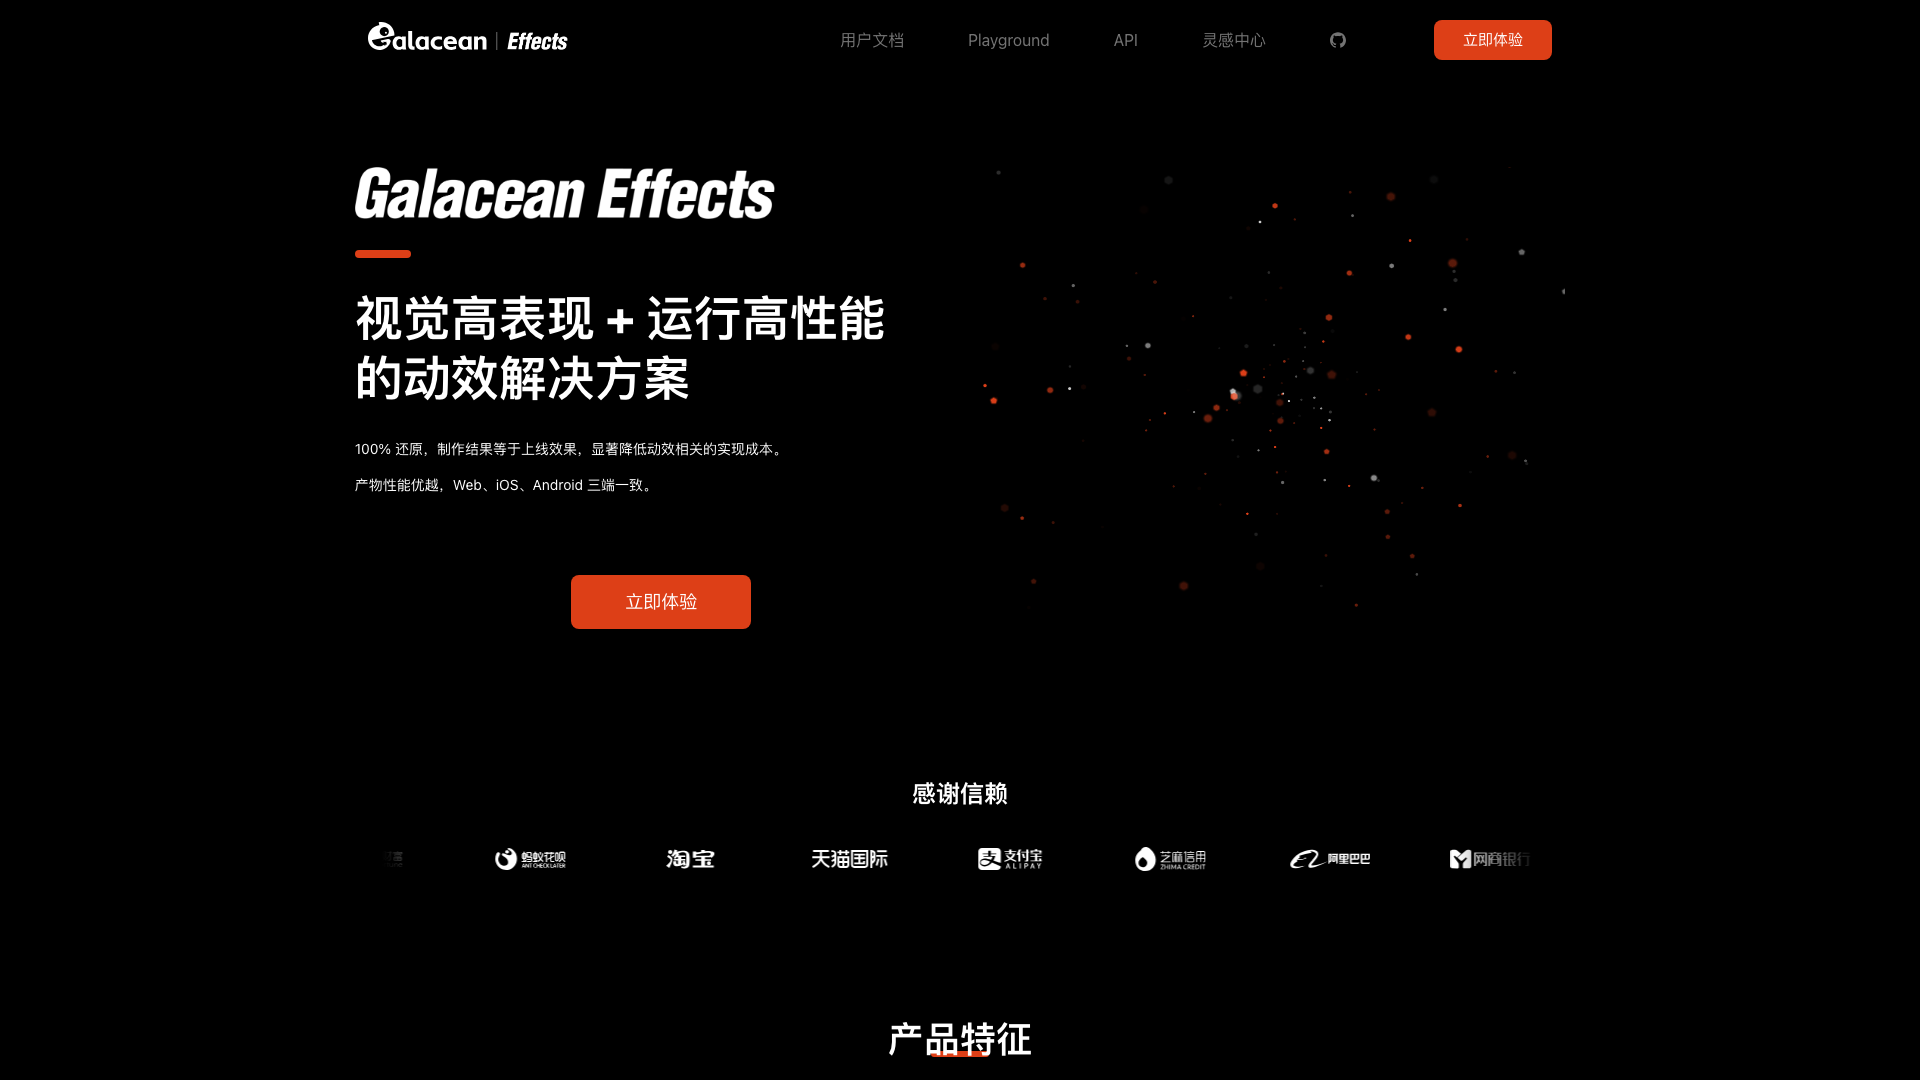 Galacean | Effects
用户文档
Playground
API
灵感中心
立即体验
Galacean Effects
视觉高表现 + 运行高性能
的动效解决方案
100% 还原，制作结果等于上线效果，显著降低动效相关的实现成本。
产物性能优越，Web、iOS、Android 三端一致。
立即体验
感谢信赖
蚂蚁花呗
ANT CHECK LATER
淘宝
天猫国际
支付宝
ALIPAY
芝麻信用
ZHIMA CREDIT
阿里巴巴
网商银行
产品特征